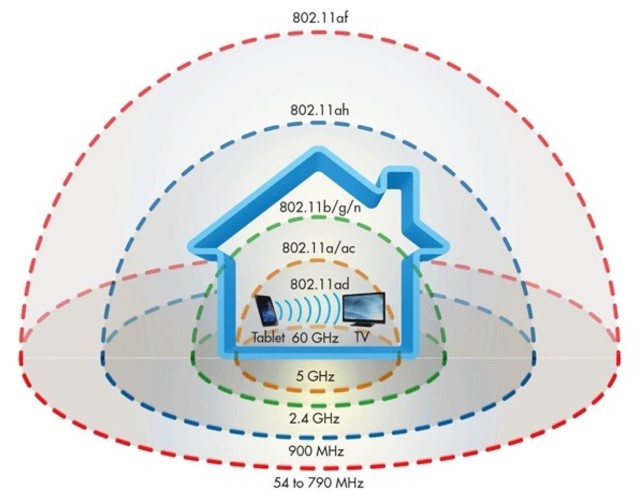 802.11af
802.11ah
802.11b/g/n
802.11a/ac
802.11ad
Tablet 60 GHz TV
5 GHz
2.4 GHz
900 MHz
54 to 790 MHz